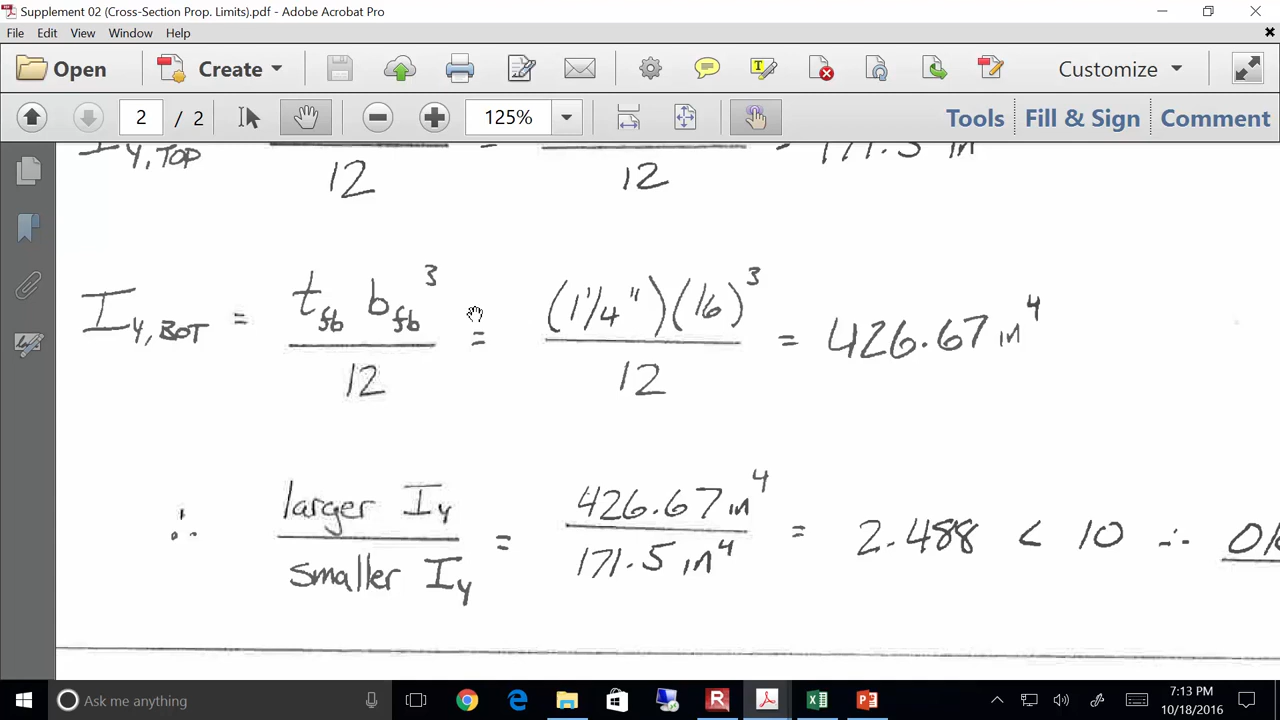 Supplement 02 (Cross-Section Prop. Limits).pdf - Adobe Acrobat Pro
File Edit View Window Help
Open Create Customize
2 / 2 125% Tools Fill & Sign Comment
I_y,TOP 12 = 12 = 171.5 in
I_y,BOT = t_fb b_fb^3 / 12 = (1 1/4") (16)^3 / 12 = 426.67 in^4
∴ larger I_y / smaller I_y = 426.67 in^4 / 171.5 in^4 = 2.488 < 10 ∴
Ask me anything 7:13 PM
10/18/2016